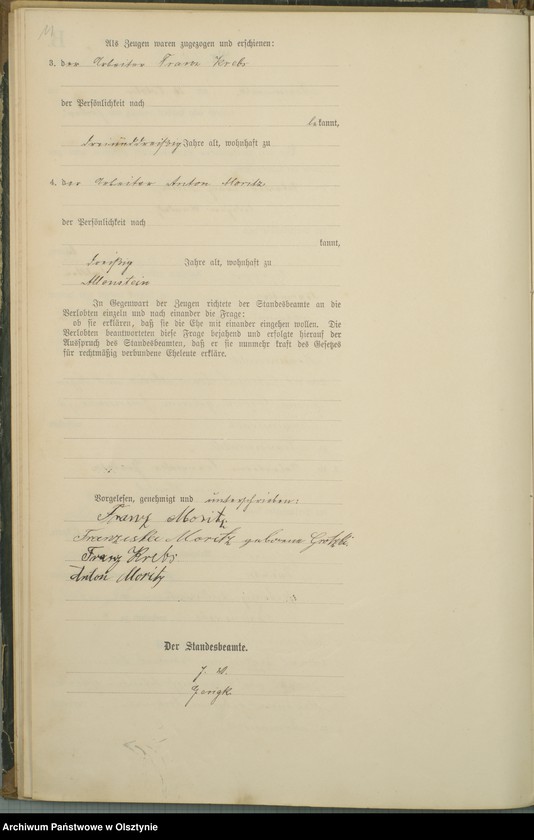 Als Zeugen waren zugezogen und erschienen:
3. der Arbeiter Franz Krebs
der Persönlichkeit nach
bekannt,
dreiunddreißig Jahre alt, wohnhaft zu
4. der Arbeiter Anton Moritz
der Persönlichkeit nach
kannt,
dreißig Jahre alt, wohnhaft zu
Allenstein
In Gegenwart der Zeugen richtete der Standesbeamte an die
Verlobten einzeln und nach einander die Frage:
ob sie erklären, daß sie die Ehe mit einander eingehen wollen. Die
Verlobten beantworteten diese Frage bejahend und erfolgte hierauf der
Ausspruch des Standesbeamten, daß er sie nunmehr kraft des Gesetzes
für rechtmäßig verbundene Eheleute erkläre.
Vorgelesen, genehmigt und unterschrieben:
Franz Moritz
Franziska Moritz geborene
Franz Krebs
Anton Moritz
Der Standesbeamte.
J. V.
Archiwum Państwowe w Olsztynie